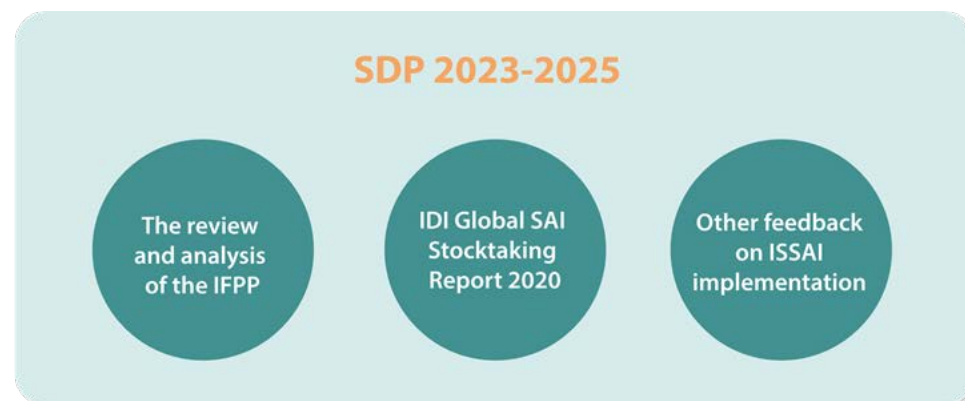 SDP 2023-2025
The review
and analysis
of the IFPP
IDI Global SAI
Stocktaking
Report 2020
Other feedback
on ISSAI
implementation